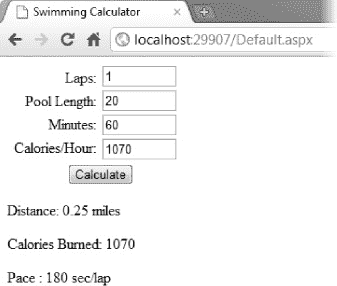 Swimming Calculator
localhost:29907/Default.aspx
Laps: 1
Pool Length: 20
Minutes: 60
Calories/Hour: 1070
Calculate
Distance: 0.25 miles
Calories Burned: 1070
Pace : 180 sec/lap